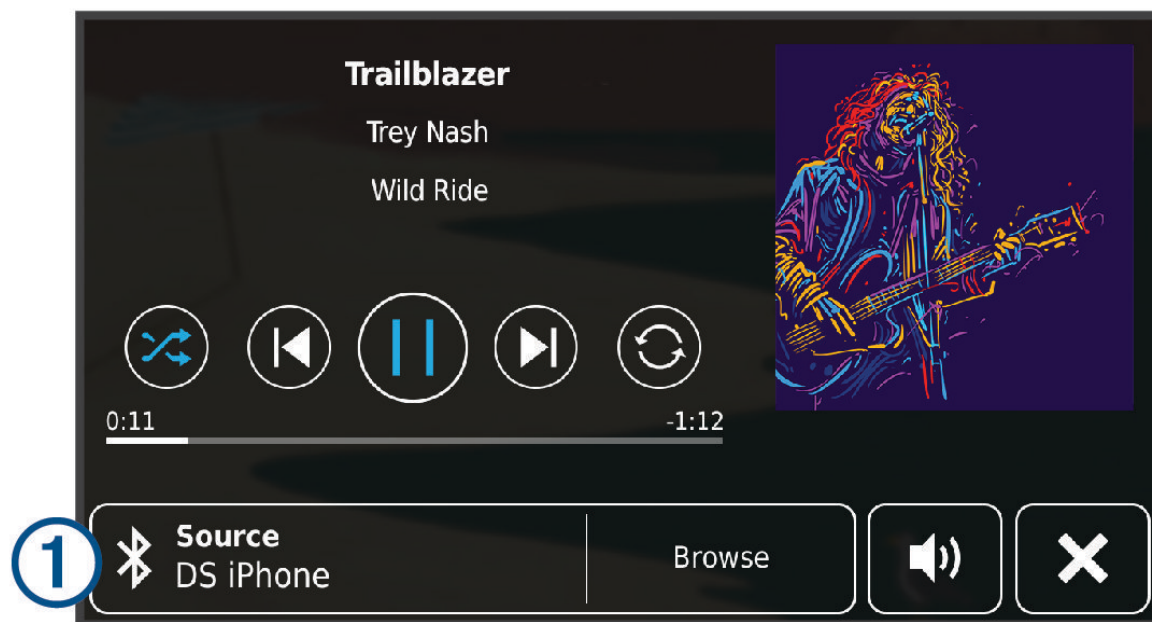 Trailblazer
Trey Nash
Wild Ride
0:11
-1:12
1
Source
DS iPhone
Browse